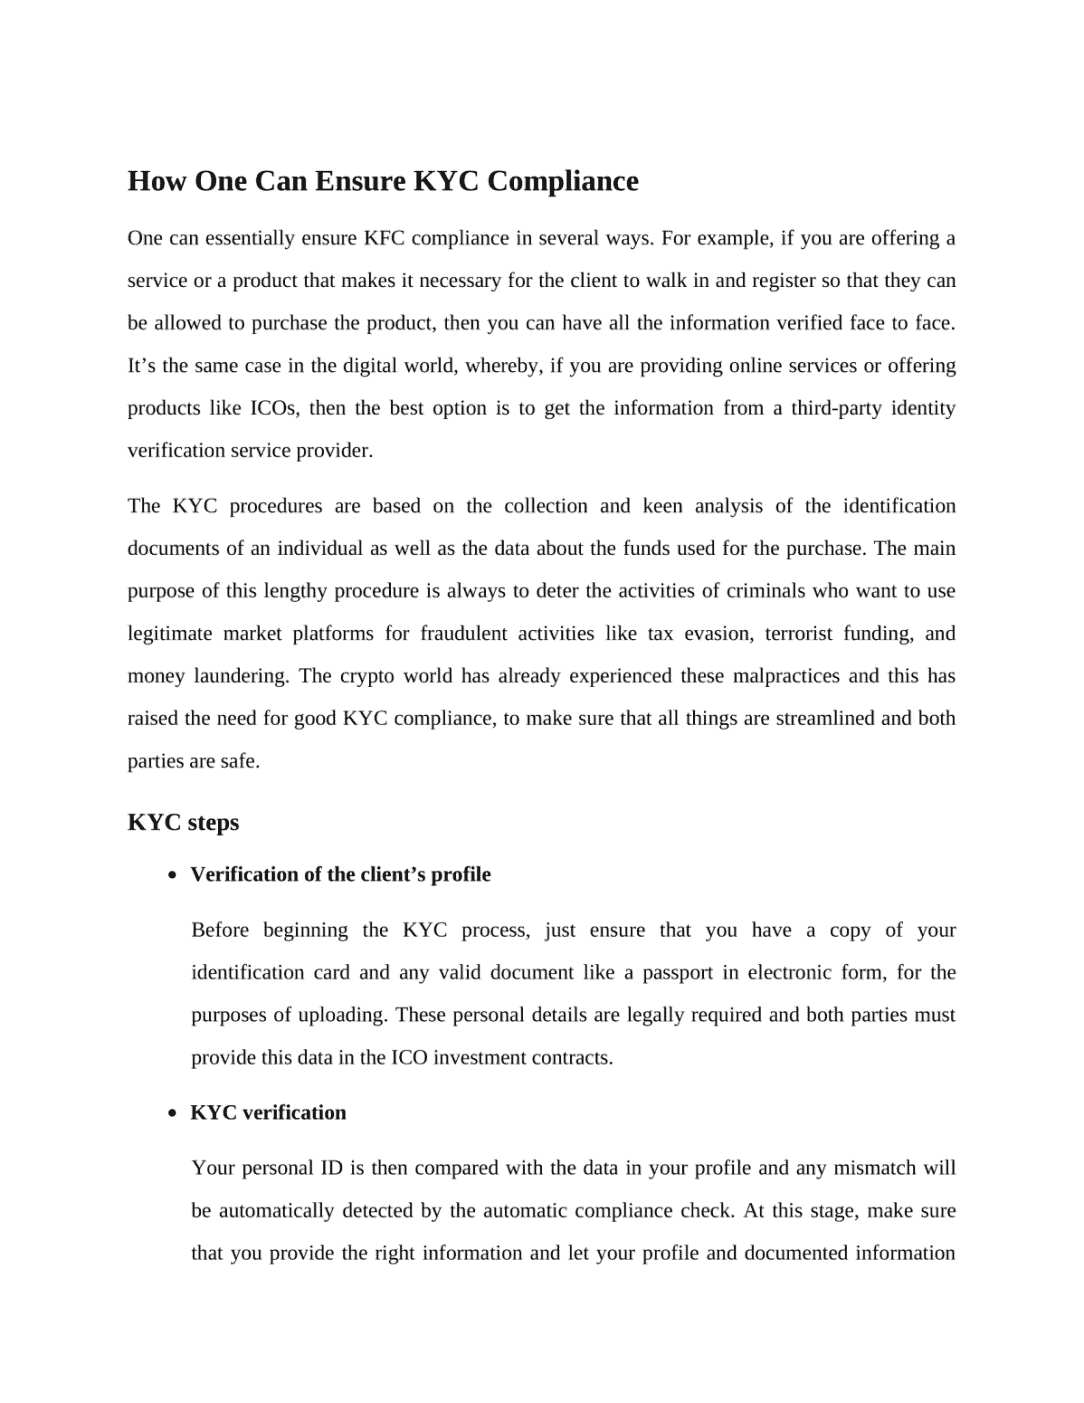 How One Can Ensure KYC Compliance
One can essentially ensure KFC compliance in several ways. For example, if you are offering a
service or a product that makes it necessary for the client to walk in and register so that they can
be allowed to purchase the product, then you can have all the information verified face to face.
It’s the same case in the digital world, whereby, if you are providing online services or offering
products like ICOs, then the best option is to get the information from a third-party identity
verification service provider.
The KYC procedures are based on the collection and keen analysis of the identification
documents of an individual as well as the data about the funds used for the purchase. The main
purpose of this lengthy procedure is always to deter the activities of criminals who want to use
legitimate market platforms for fraudulent activities like tax evasion, terrorist funding, and
money laundering. The crypto world has already experienced these malpractices and this has
raised the need for good KYC compliance, to make sure that all things are streamlined and both
parties are safe.
KYC steps
• Verification of the client’s profile
Before beginning the KYC process, just ensure that you have a copy of your
identification card and any valid document like a passport in electronic form, for the
purposes of uploading. These personal details are legally required and both parties must
provide this data in the ICO investment contracts.
• KYC verification
Your personal ID is then compared with the data in your profile and any mismatch will
be automatically detected by the automatic compliance check. At this stage, make sure
that you provide the right information and let your profile and documented information